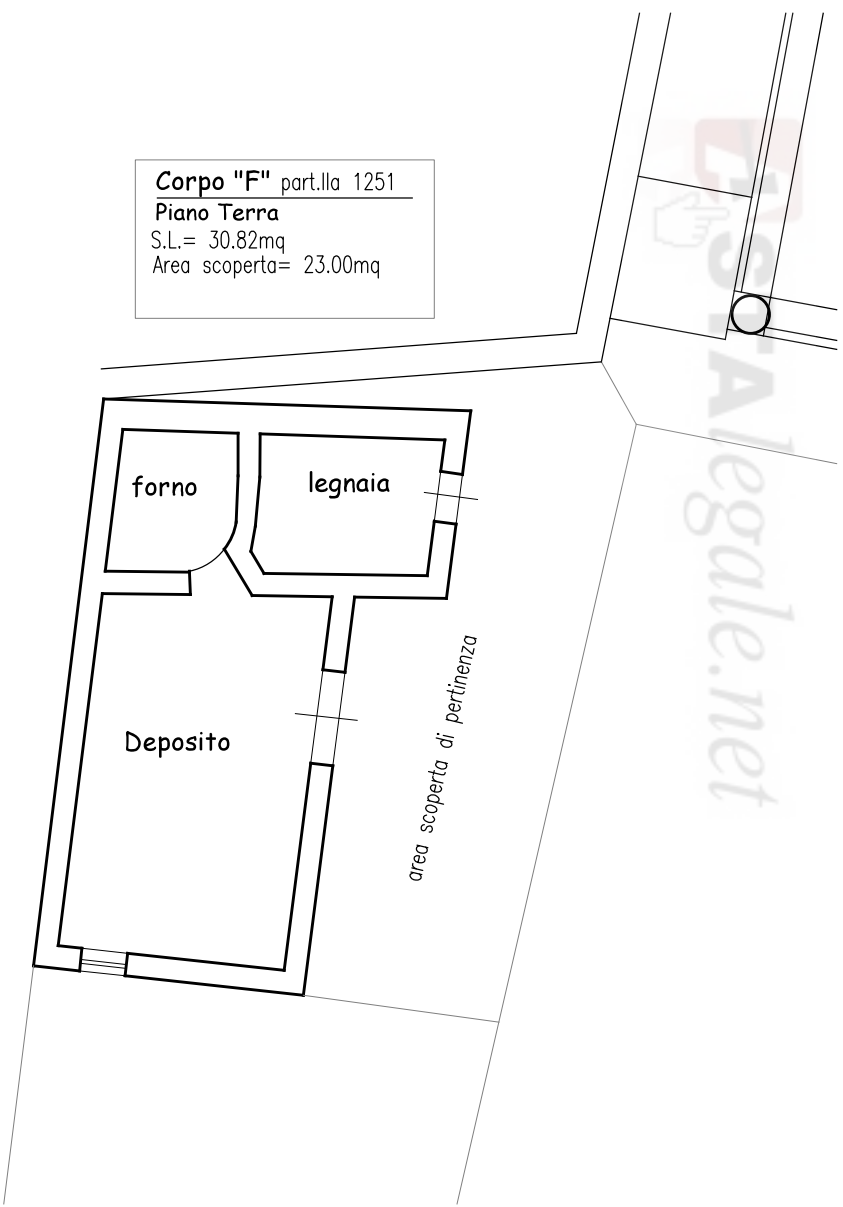 Corpo "F" part.lla 1251
Piano Terra
S.L.= 30.82mq
Area scoperta= 23.00mq
forno
legnaia
Deposito
area scoperta di pertinenza
ASTAlegale.net